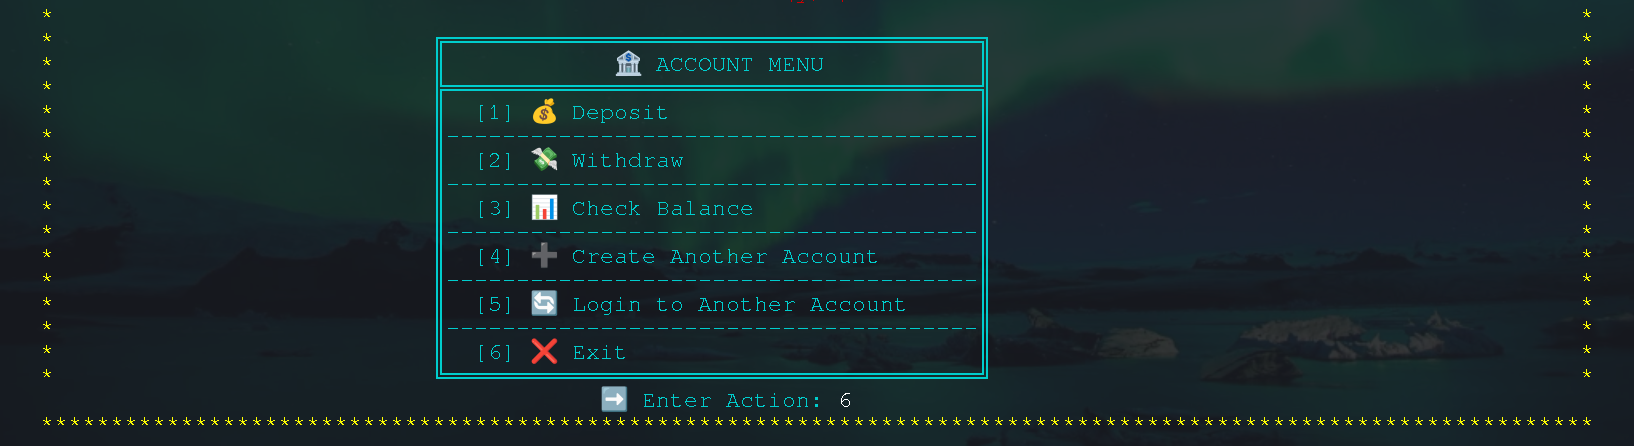 ACCOUNT MENU
[1] Deposit
[2] Withdraw
[3] Check Balance
[4] Create Another Account
[5] Login to Another Account
[6] Exit
Enter Action: 6